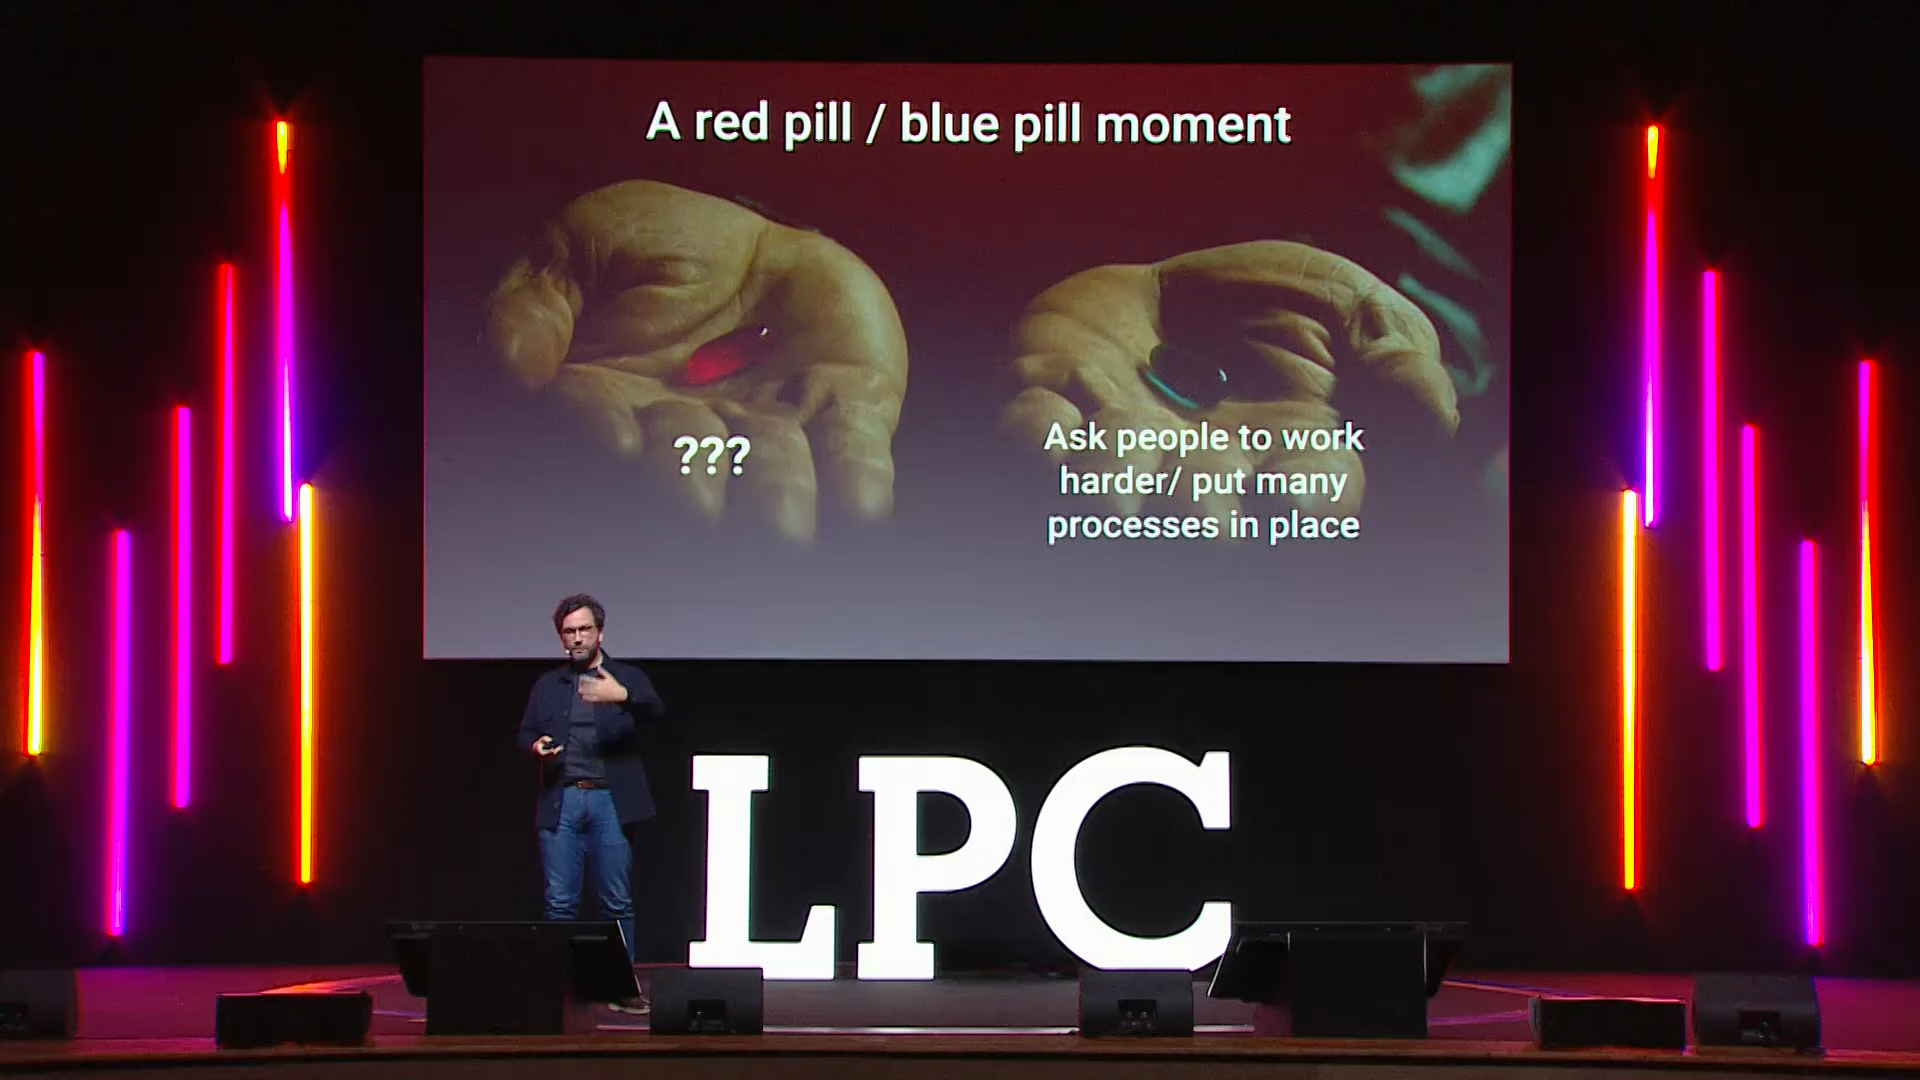 A red pill / blue pill moment
???
Ask people to work
harder/ put many
processes in place
LPC